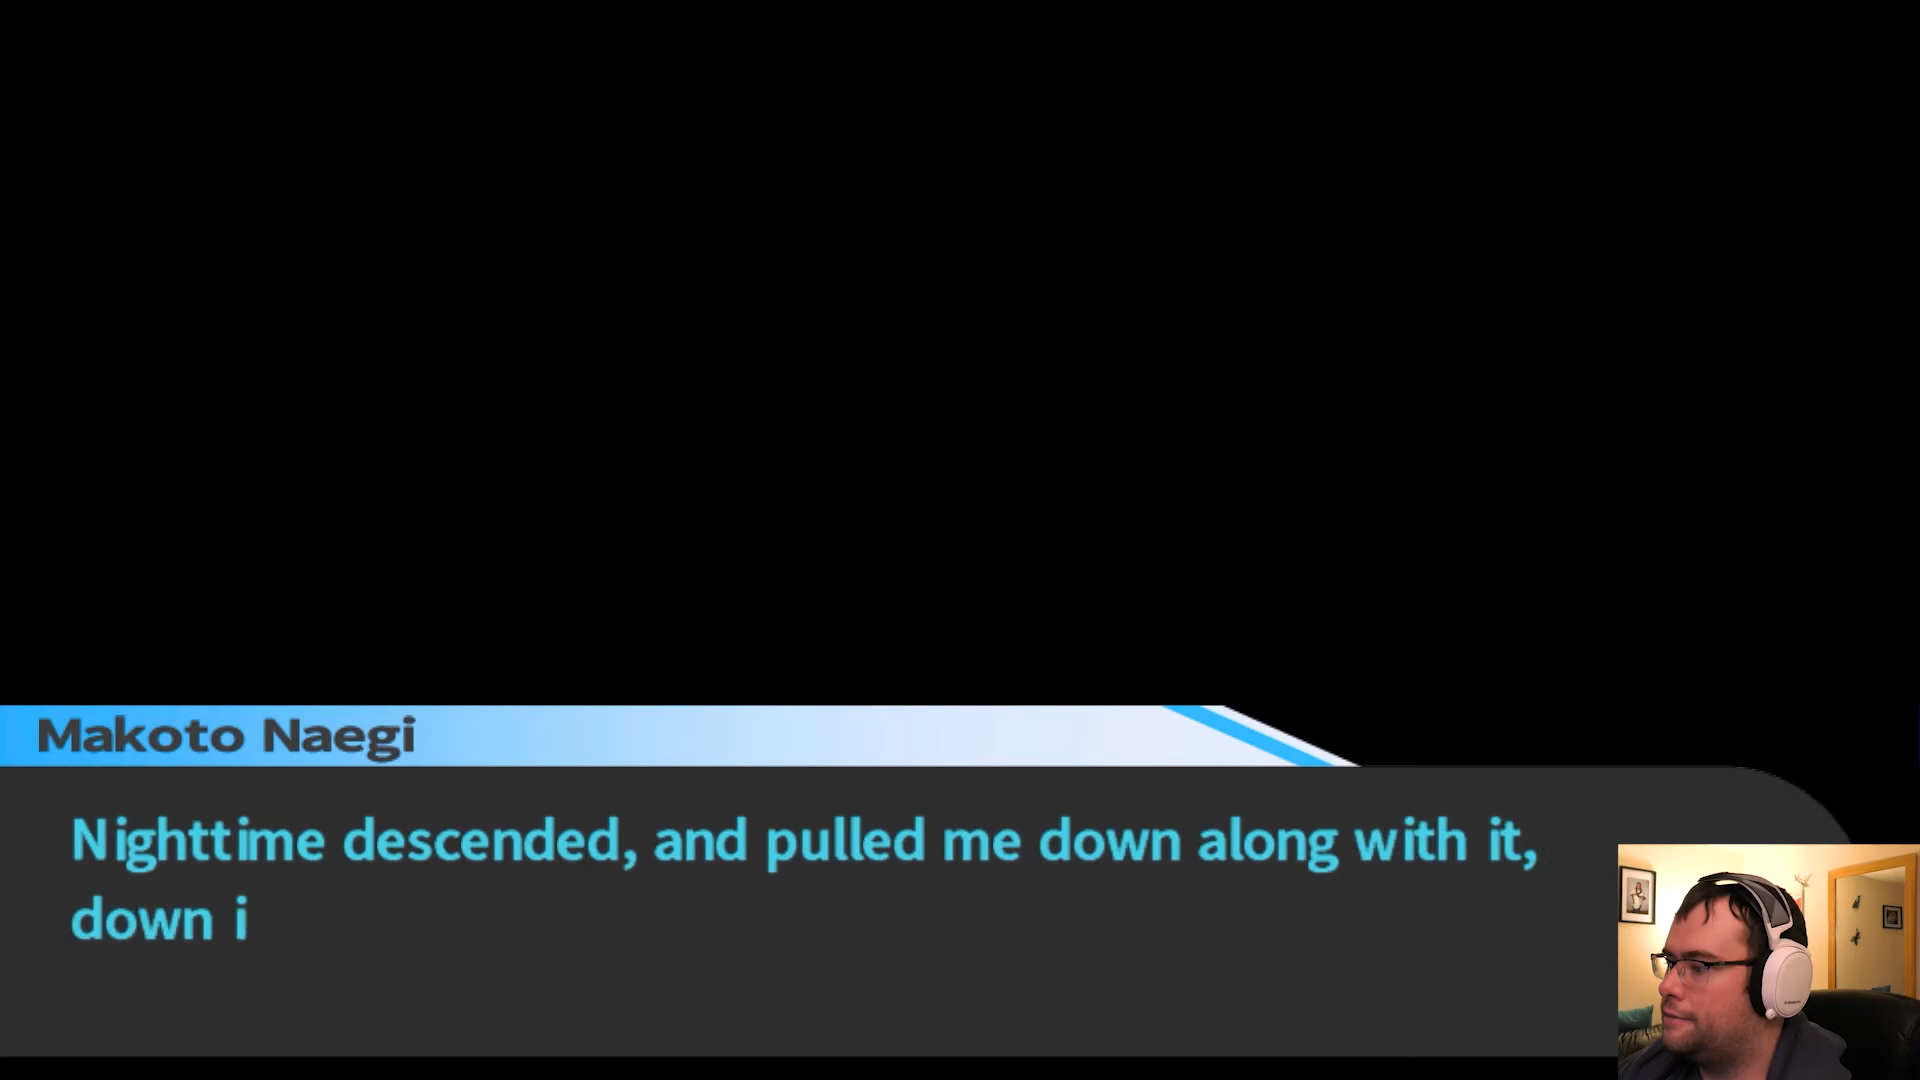 Makoto Naegi
Nighttime descended, and pulled me down along with it,
down i